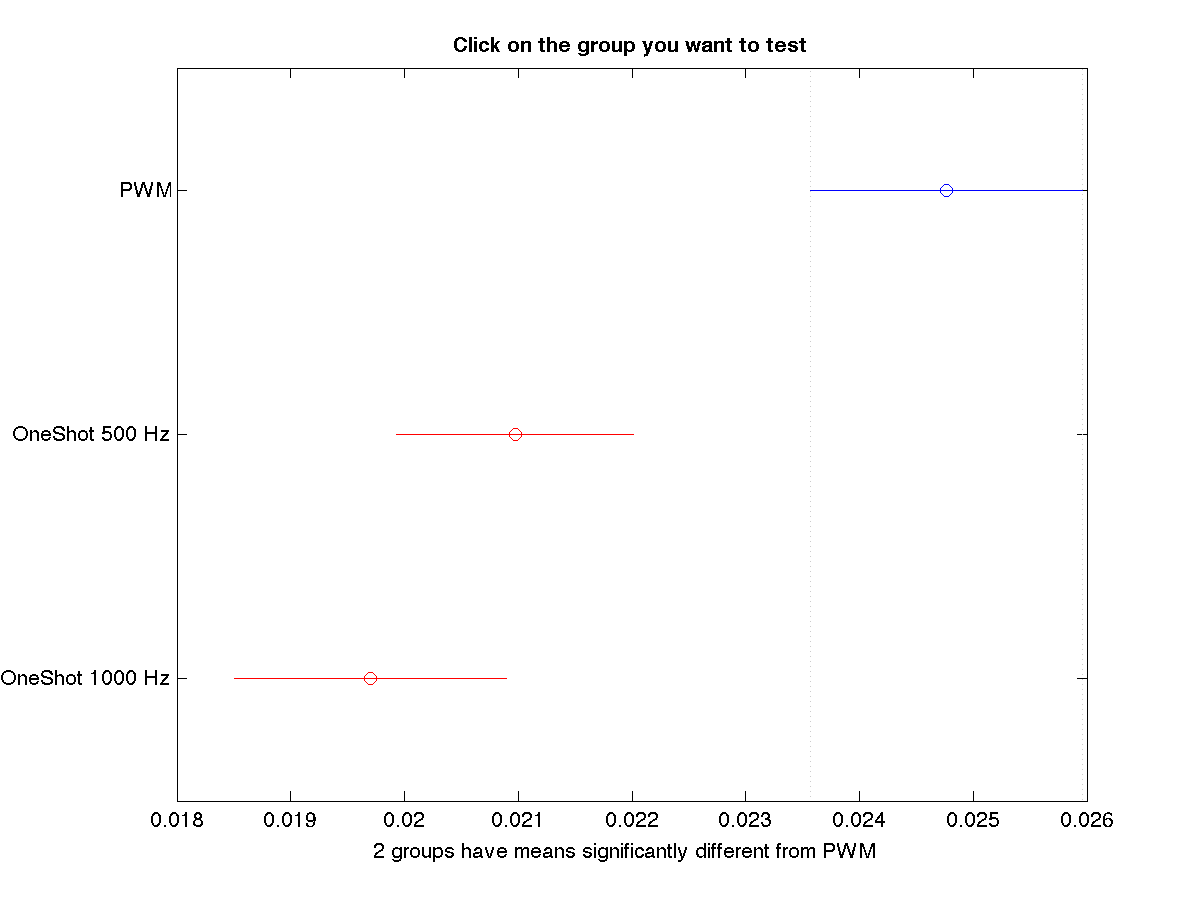 Click on the group you want to test
PWM
OneShot 500 Hz
OneShot 1000 Hz
0.018 0.019 0.02 0.021 0.022 0.023 0.024 0.025 0.026
2 groups have means significantly different from PWM